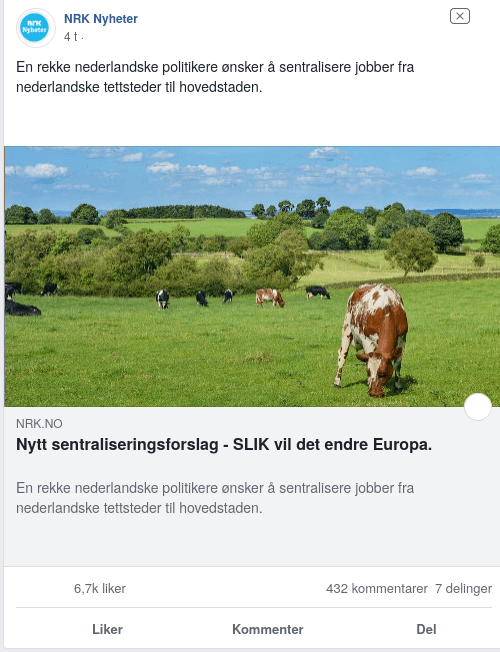 NRK
Nyheter
NRK Nyheter
4 t ·
En rekke nederlandske politikere ønsker å sentralisere jobber fra
nederlandske tettsteder til hovedstaden.
NRK.NO
Nytt sentraliseringsforslag - SLIK vil det endre Europa.
En rekke nederlandske politikere ønsker å sentralisere jobber fra
nederlandske tettsteder til hovedstaden.
6,7k liker 432 kommentarer 7 delinger
Liker Kommenter Del